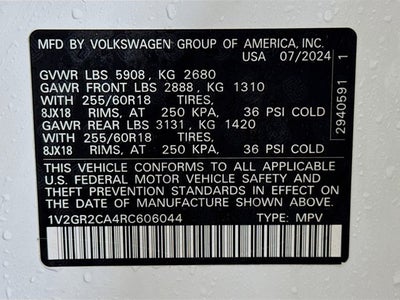 MFD BY VOLKSWAGEN GROUP OF AMERICA, INC.
USA 07/2024
GVWR LBS 5908, KG 2680
GAWR FRONT LBS 2888, KG 1310
WITH 255/60R18 TIRES,
8JX18 RIMS, AT 250 KPA, 36 PSI COLD
GAWR REAR LBS 3131, KG 1420
WITH 255/60R18 TIRES,
8JX18 RIMS, AT 250 KPA, 36 PSI COLD
THIS VEHICLE CONFORMS TO ALL APPLICABLE
U.S. FEDERAL MOTOR VEHICLE SAFETY AND
THEFT PREVENTION STANDARDS IN EFFECT ON
THE DATE OF MANUFACTURE SHOWN ABOVE.
1V2GR2CA4RC606044 TYPE: MPV
2940591 1